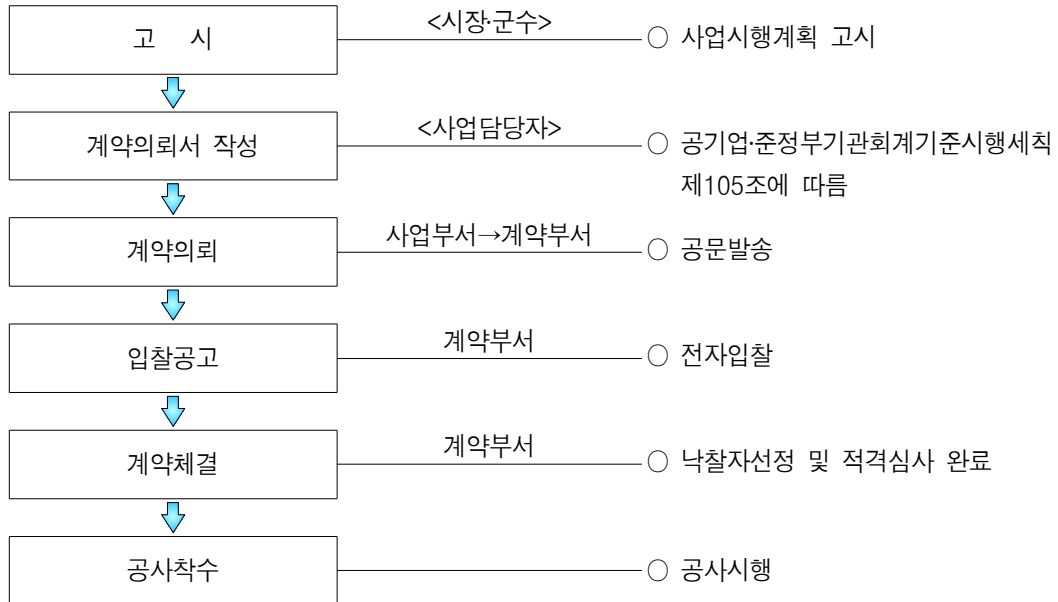 고 시 <시장·군수> ○ 사업시행계획 고시
계약의뢰서 작성 <사업담당자> ○ 공기업·준정부기관회계기준시행세칙
제105조에 따름
계약의뢰 사업부서→계약부서 ○ 공문발송
입찰공고 계약부서 ○ 전자입찰
계약체결 계약부서 ○ 낙찰자선정 및 적격심사 완료
공사착수 ○ 공사시행